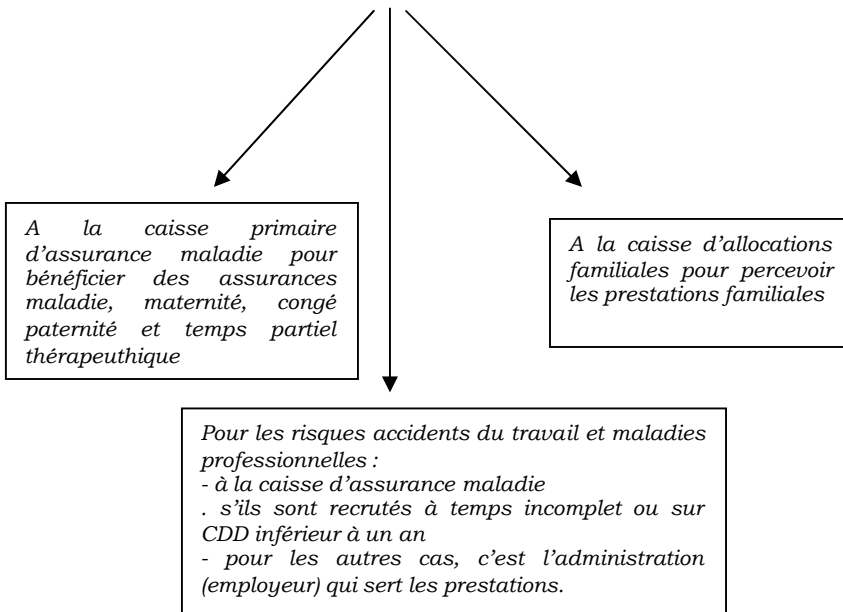 A la caisse primaire
d’assurance maladie pour
bénéficier des assurances
maladie, maternité, congé
paternité et temps partiel
thérapeuthique
A la caisse d’allocations
familiales pour percevoir
les prestations familiales
Pour les risques accidents du travail et maladies
professionnelles :
- à la caisse d’assurance maladie
. s’ils sont recrutés à temps incomplet ou sur
CDD inférieur à un an
- pour les autres cas, c’est l’administration
(employeur) qui sert les prestations.